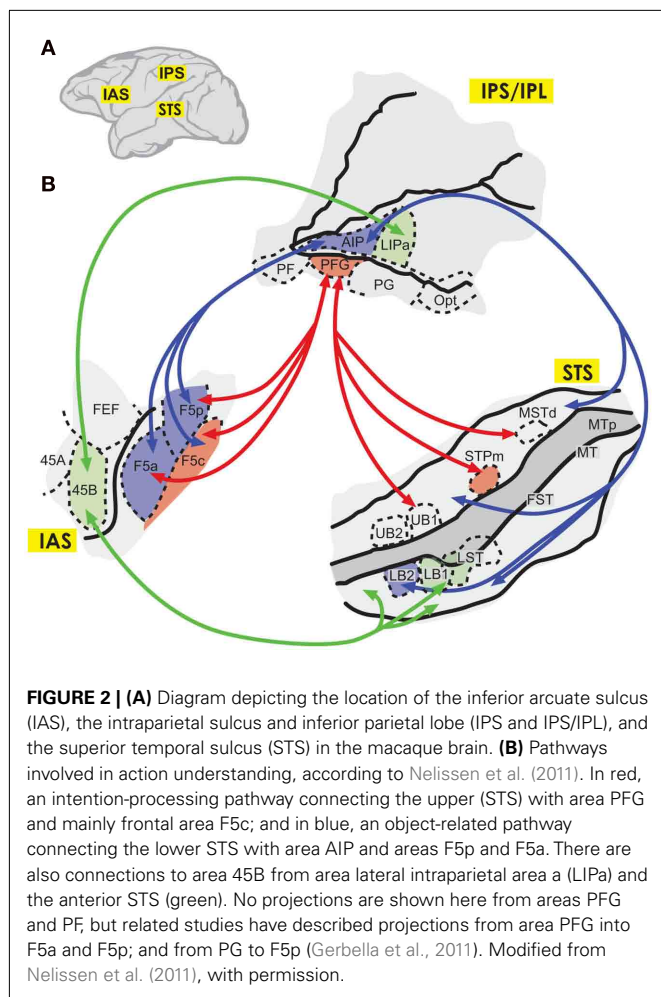 A
IPS
IAS
STS
IPS/IPL
B
AIP
LIPa
PF
PFG
PG
Opt
STS
FEF
F5p
MSTd
MTp
45A
F5a
F5c
STPm
MT
45B
FST
UB1
IAS
UB2
LST
LB2
LB1
FIGURE 2 | (A) Diagram depicting the location of the inferior arcuate sulcus
(IAS), the intraparietal sulcus and inferior parietal lobe (IPS and IPS/IPL), and
the superior temporal sulcus (STS) in the macaque brain. (B) Pathways
involved in action understanding, according to Nelissen et al. (2011). In red,
an intention-processing pathway connecting the upper (STS) with area PFG
and mainly frontal area F5c; and in blue, an object-related pathway
connecting the lower STS with area AIP and areas F5p and F5a. There are
also connections to area 45B from area lateral intraparietal area a (LIPa) and
the anterior STS (green). No projections are shown here from areas PFG
and PF, but related studies have described projections from area PFG into
F5a and F5p; and from PG to F5p (Gerbella et al., 2011). Modified from
Nelissen et al. (2011), with permission.